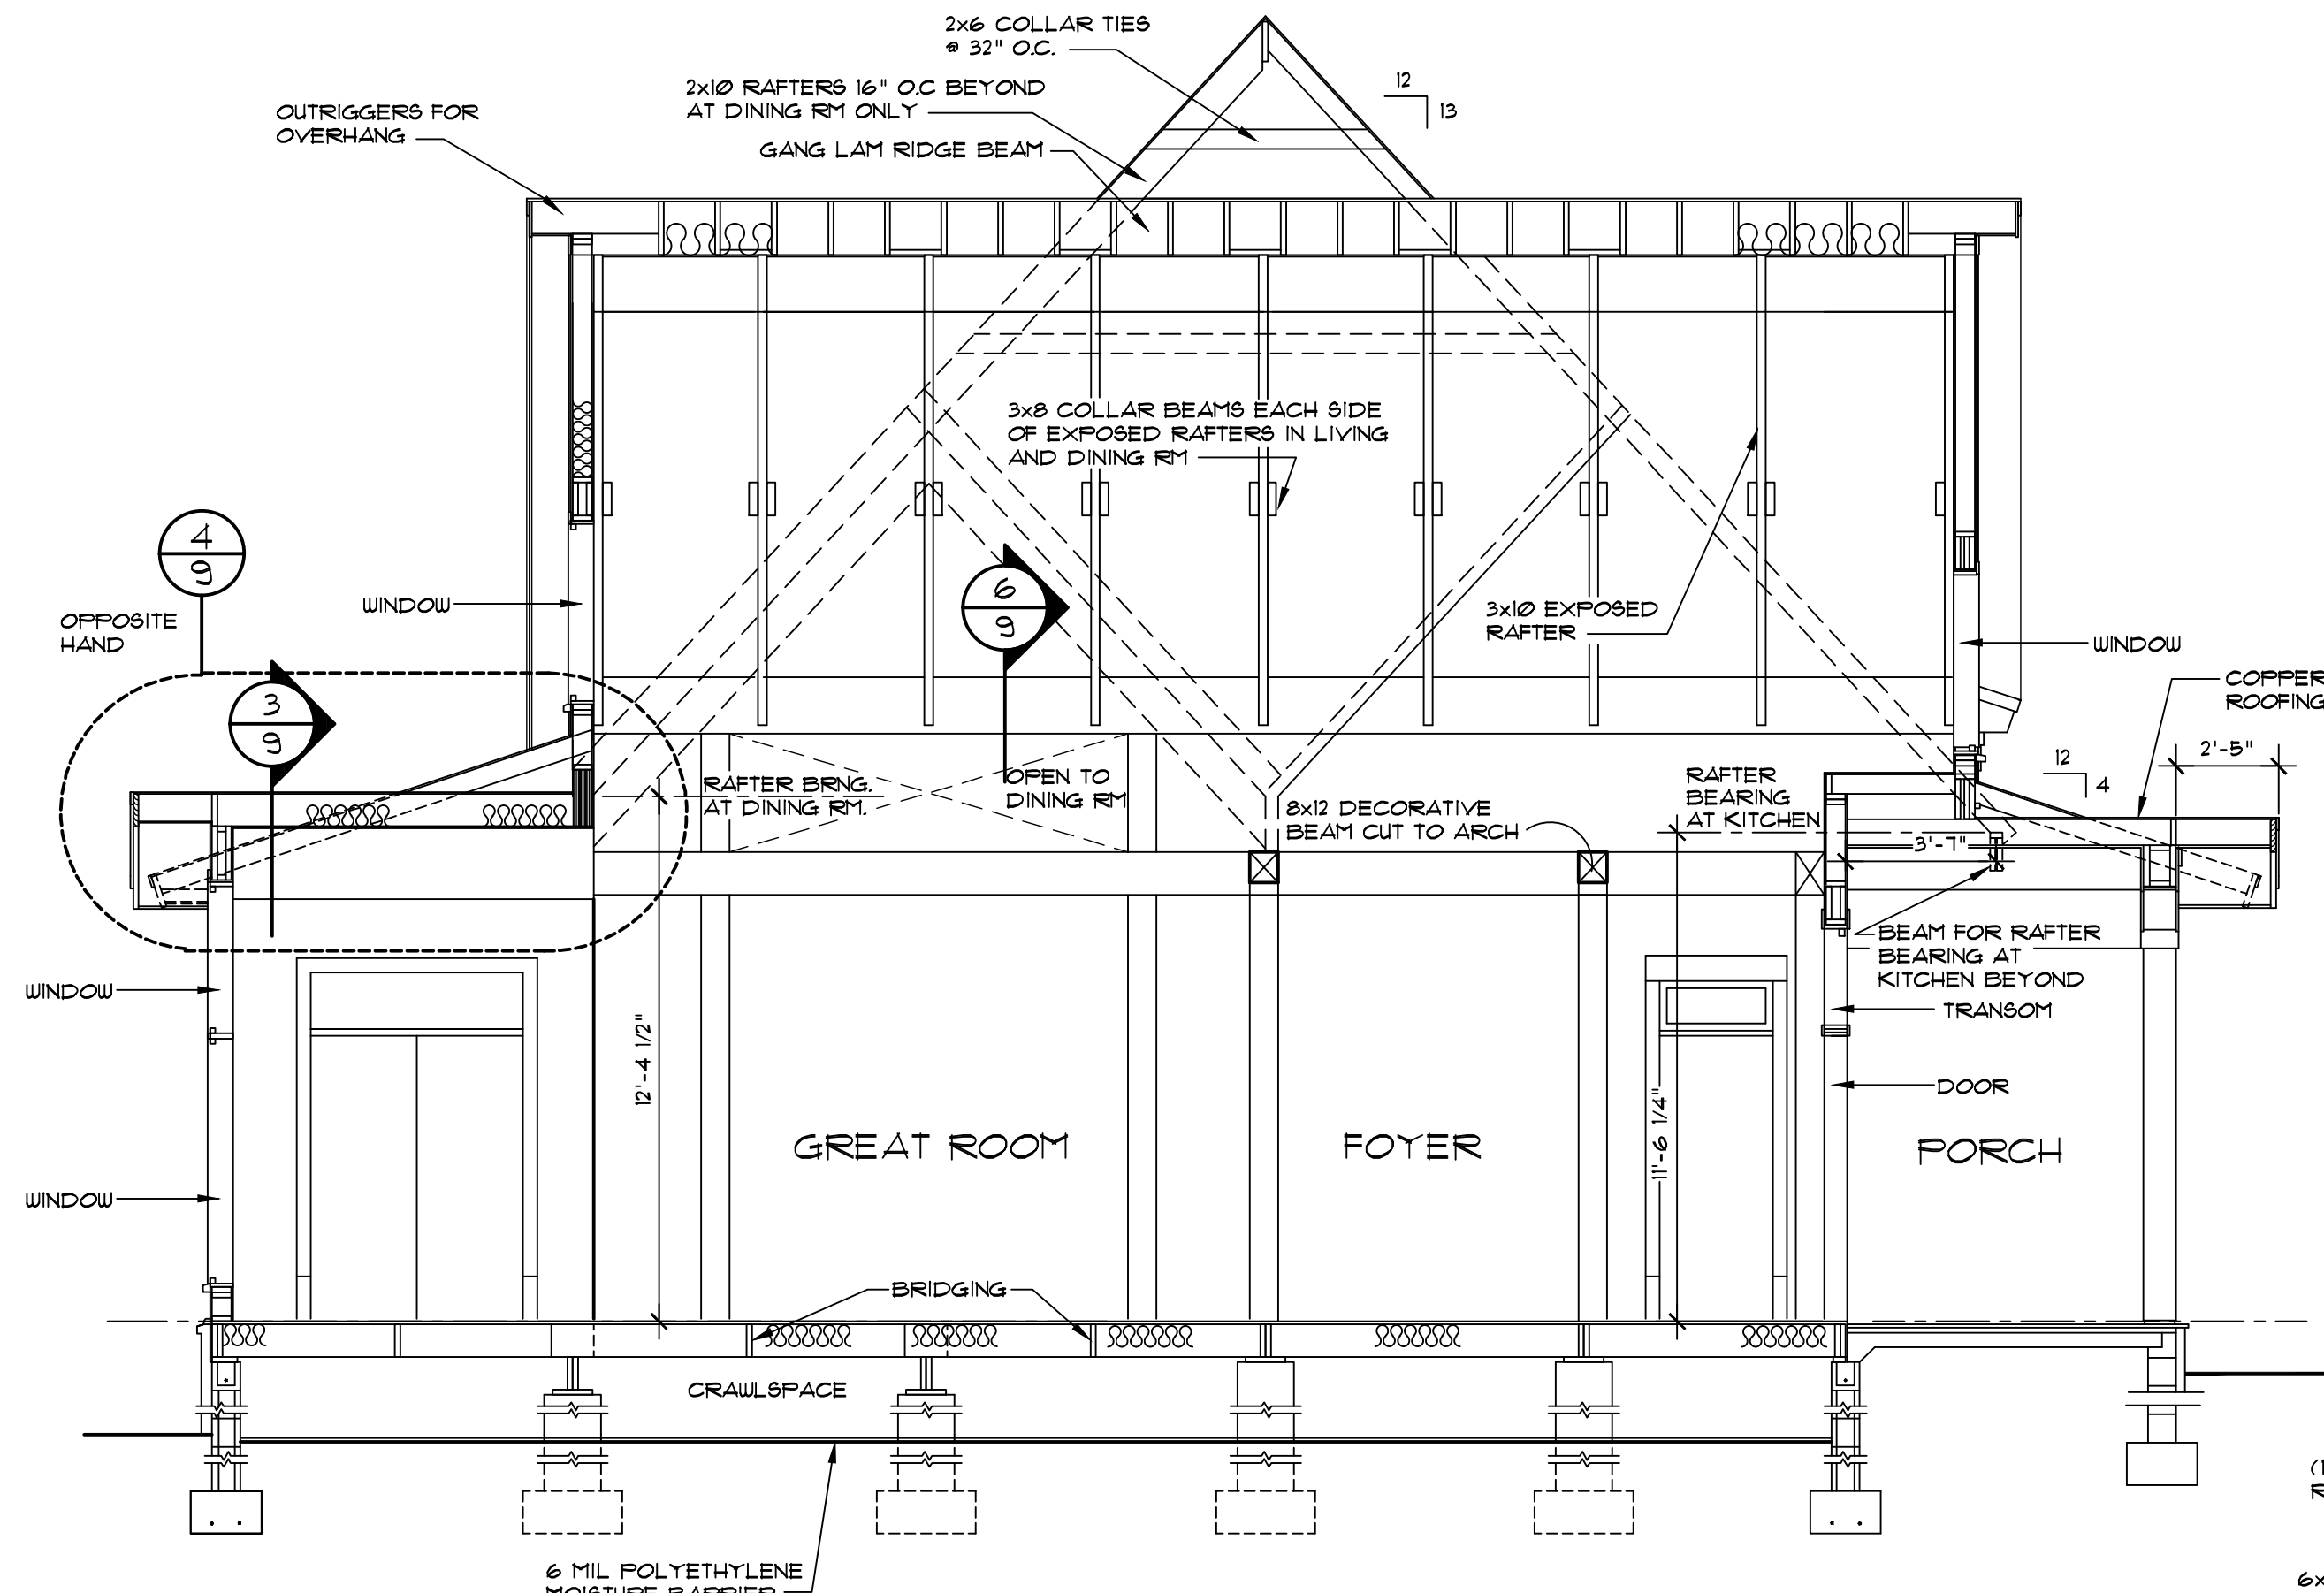 2x6 COLLAR TIES
@ 32" O.C.
2x10 RAFTERS 16" O.C BEYOND
AT DINING RM ONLY
GANG LAM RIDGE BEAM
12
13
OUTRIGGERS FOR
OVERHANG
3x8 COLLAR BEAMS EACH SIDE
OF EXPOSED RAFTERS IN LIVING
AND DINING RM
4
9
OPPOSITE
HAND
WINDOW
6
9
3x10 EXPOSED
RAFTER
WINDOW
COPPER
ROOFING
3
9
RAFTER BRNG.
AT DINING RM.
OPEN TO
DINING RM
8x12 DECORATIVE
BEAM CUT TO ARCH
RAFTER
BEARING
AT KITCHEN
12
4
2'-5"
3'-7"
BEAM FOR RAFTER
BEARING AT
KITCHEN BEYOND
WINDOW
TRANSOM
12'-4 1/2"
DOOR
11'-6 1/4"
GREAT ROOM
FOYER
PORCH
WINDOW
BRIDGING
CRAWLSPACE
6 MIL POLYETHYLENE
MOISTURE BARRIER
6x